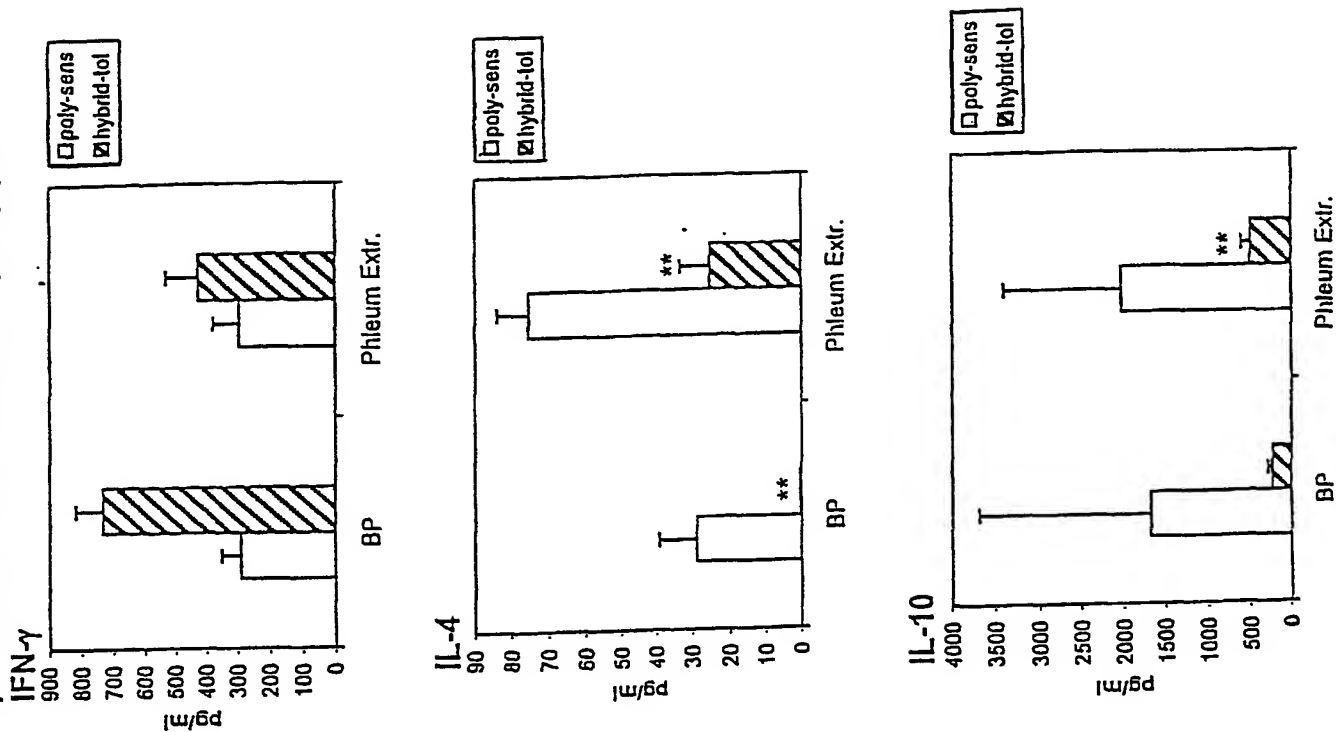 IFN-γ
900
800
700
600
500
400
300
200
100
0
pg/ml
BP
Phleum Extr.
poly-sens
hybrid-tol
IL-4
90
80
70
60
50
40
30
20
10
0
pg/ml
**
**
BP
Phleum Extr.
poly-sens
hybrid-tol
IL-10
4000
3500
3000
2500
2000
1500
1000
500
0
pg/ml
**
BP
Phleum Extr.
poly-sens
hybrid-tol